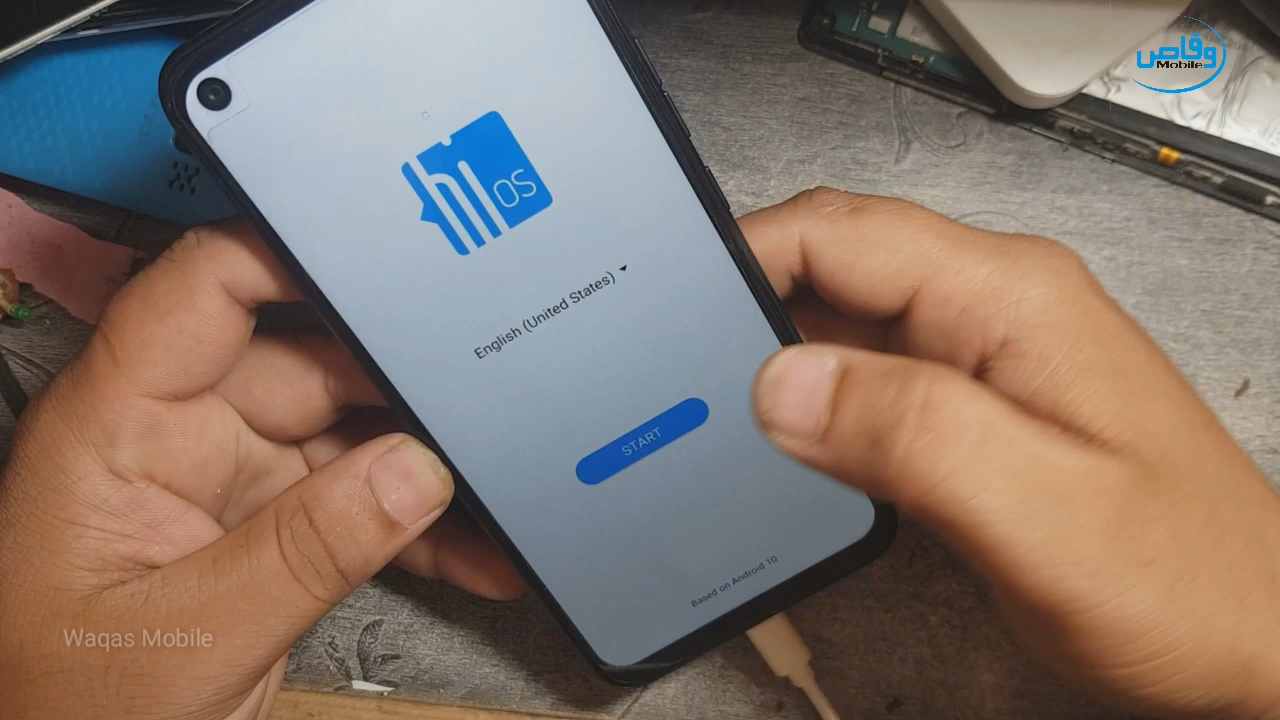 وقاص
Mobile
HI OS
English (United States)
START
Based on Android 10
Waqas Mobile